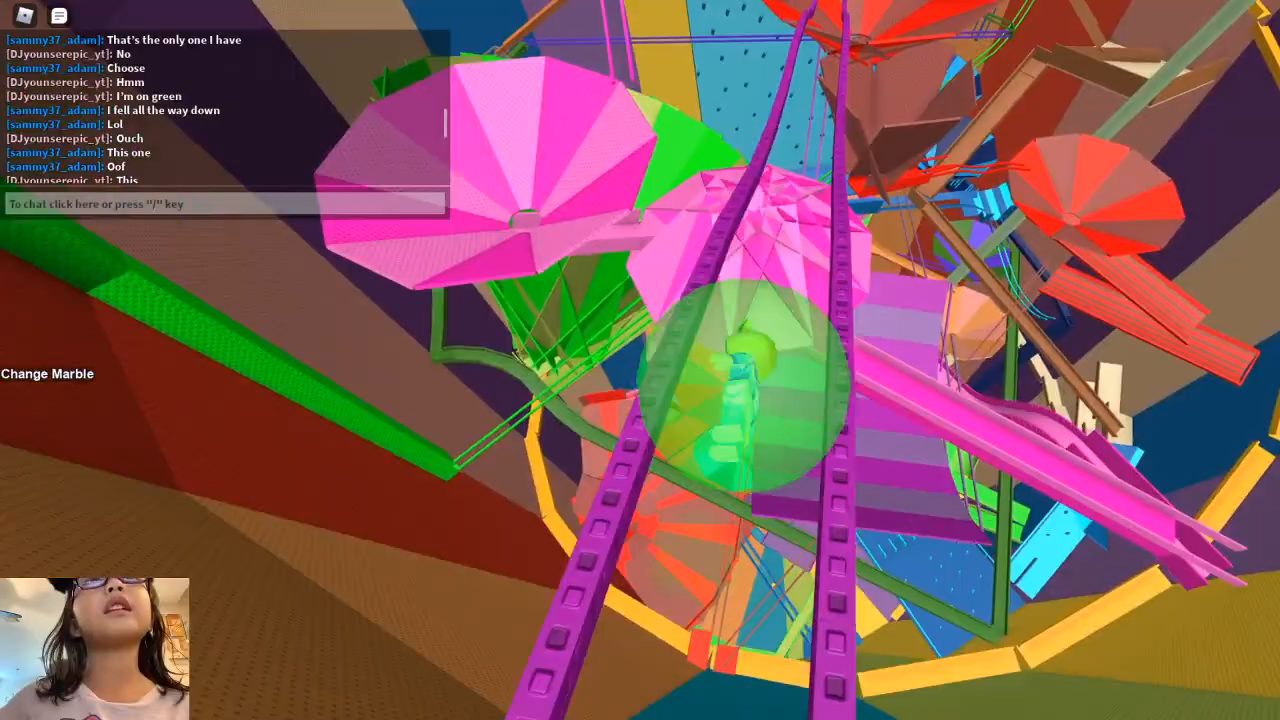 [sammy37_adam]: That's the only one I have
[DJyounserepic_yt]: No
[sammy37_adam]: Choose
[DJyounserepic_yt]: Hmm
[DJyounserepic_yt]: I'm on green
[sammy37_adam]: I fell all the way down
[sammy37_adam]: Lol
[DJyounserepic_yt]: Ouch
[sammy37_adam]: This one
[sammy37_adam]: Oof
[DJyounserepic_yt]: This
To chat click here or press "/" key
Change Marble